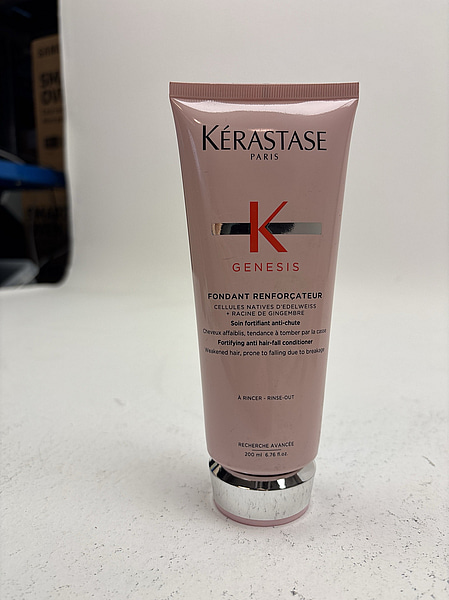 KÉRASTASE
PARIS
K
GENESIS
FONDANT RENFORÇATEUR
CELLULES NATIVES D'EDELWEISS
+ RACINE DE GINGEMBRE
Soin fortifiant anti-chute
Cheveux affaiblis, tendance à tomber par la casse
Fortifying anti hair-fall conditioner
Weakened hair, prone to falling due to breakage
À RINCER - RINSE-OUT
RECHERCHE AVANCÉE
200 ml 6.76 fl.oz.